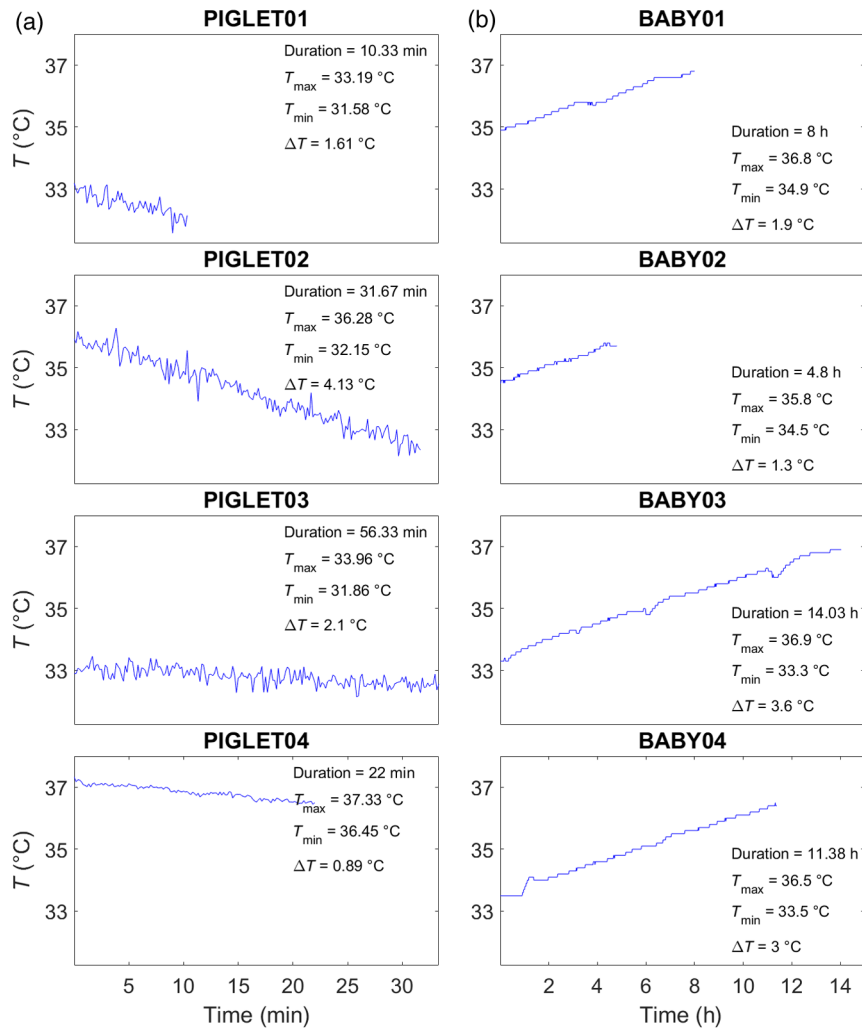 (a)
PIGLET01
37
35
33
T (°C)
Duration = 10.33 min
Tmax = 33.19 °C
Tmin = 31.58 °C
ΔT = 1.61 °C
PIGLET02
37
35
33
T (°C)
Duration = 31.67 min
Tmax = 36.28 °C
Tmin = 32.15 °C
ΔT = 4.13 °C
PIGLET03
37
35
33
T (°C)
Duration = 56.33 min
Tmax = 33.96 °C
Tmin = 31.86 °C
ΔT = 2.1 °C
PIGLET04
37
35
33
T (°C)
Duration = 22 min
Tmax = 37.33 °C
Tmin = 36.45 °C
ΔT = 0.89 °C
5 10 15 20 25 30
Time (min)
(b)
BABY01
37
35
33
Duration = 8 h
Tmax = 36.8 °C
Tmin = 34.9 °C
ΔT = 1.9 °C
BABY02
37
35
33
Duration = 4.8 h
Tmax = 35.8 °C
Tmin = 34.5 °C
ΔT = 1.3 °C
BABY03
37
35
33
Duration = 14.03 h
Tmax = 36.9 °C
Tmin = 33.3 °C
ΔT = 3.6 °C
BABY04
37
35
33
Duration = 11.38 h
Tmax = 36.5 °C
Tmin = 33.5 °C
ΔT = 3 °C
2 4 6 8 10 12 14
Time (h)